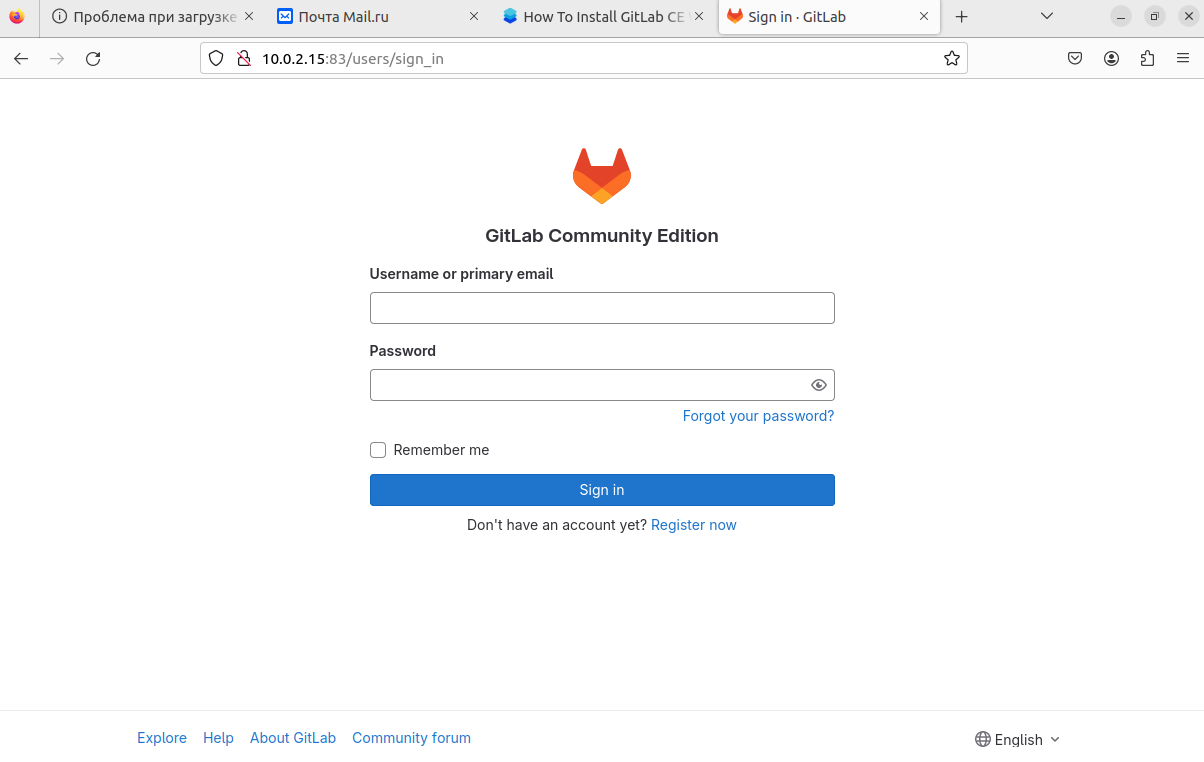 Проблема при загрузке
Почта Mail.ru
How To Install GitLab CE
Sign in · GitLab
10.0.2.15:83/users/sign_in
GitLab Community Edition
Username or primary email
Password
Forgot your password?
Remember me
Sign in
Don't have an account yet? Register now
Explore Help About GitLab Community forum
English